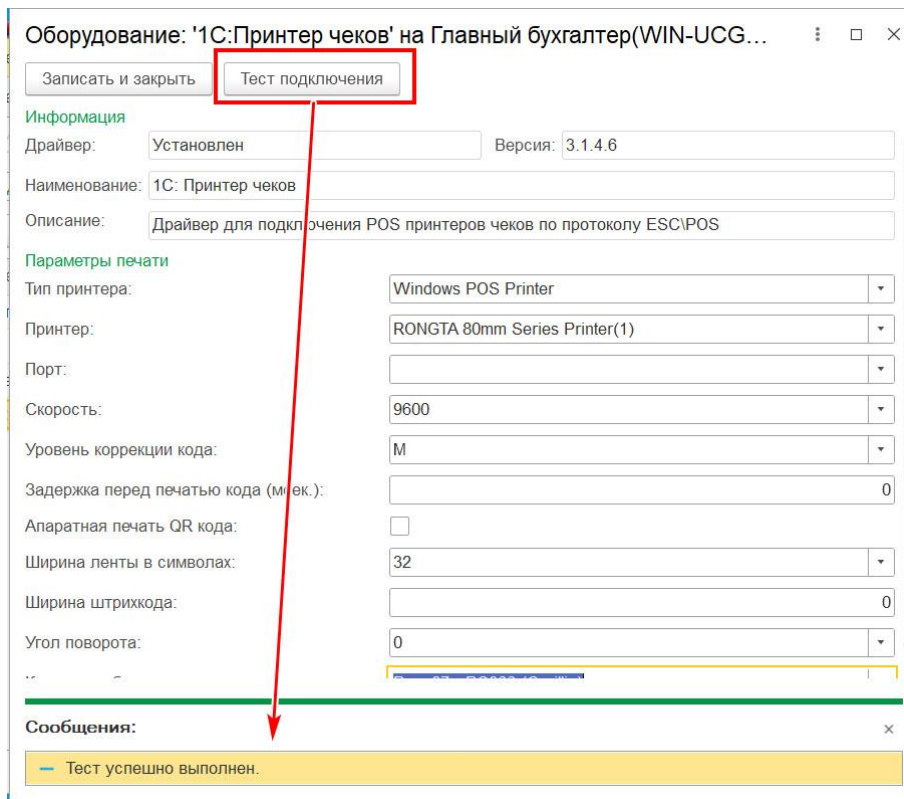 Оборудование: '1С:Принтер чеков' на Главный бухгалтер(WIN-UCG...
Записать и закрыть Тест подключения
Информация
Драйвер: Установлен Версия: 3.1.4.6
Наименование: 1С: Принтер чеков
Описание: Драйвер для подключения POS принтеров чеков по протоколу ESC\POS
Параметры печати
Тип принтера: Windows POS Printer
Принтер: RONGTA 80mm Series Printer(1)
Порт:
Скорость: 9600
Уровень коррекции кода: M
Задержка перед печатью кода (мсек.): 0
Апаратная печать QR кода:
Ширина ленты в символах: 32
Ширина штрихкода: 0
Угол поворота: 0
Сообщения:
Тест успешно выполнен.